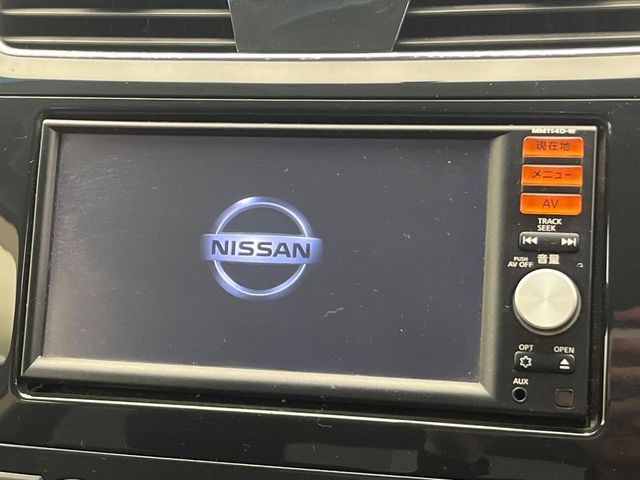 MM114D-W
現在地
メニュー
AV
TRACK
SEEK
音量
PUSH
AV OFF
NISSAN
OPT
OPEN
AUX